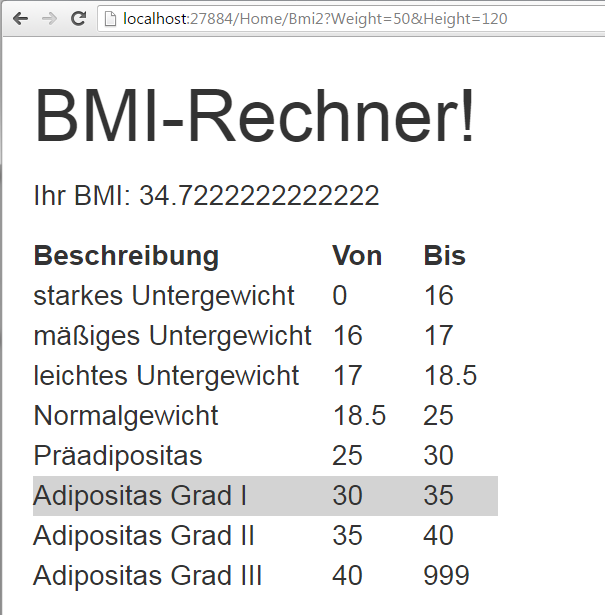 localhost:27884/Home/Bmi2?Weight=50&Height=120
BMI-Rechner!
Ihr BMI: 34.7222222222222
Beschreibung Von Bis
starkes Untergewicht 0 16
mäßiges Untergewicht 16 17
leichtes Untergewicht 17 18.5
Normalgewicht 18.5 25
Präadipositas 25 30
Adipositas Grad I 30 35
Adipositas Grad II 35 40
Adipositas Grad III 40 999